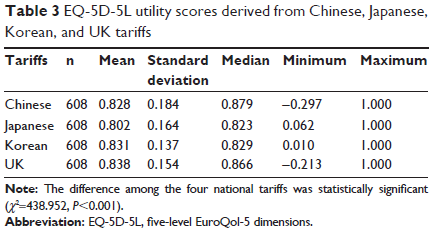 Table 3 EQ-5D-5L utility scores derived from Chinese, Japanese,
Korean, and UK tariffs
Tariffs n Mean Standard deviation Median Minimum Maximum
Chinese 608 0.828 0.184 0.879 −0.297 1.000
Japanese 608 0.802 0.164 0.823 0.062 1.000
Korean 608 0.831 0.137 0.829 0.010 1.000
UK 608 0.838 0.154 0.866 −0.213 1.000
Note: The difference among the four national tariffs was statistically significant
(χ²=438.952, P<0.001).
Abbreviation: EQ-5D-5L, five-level EuroQol-5 dimensions.